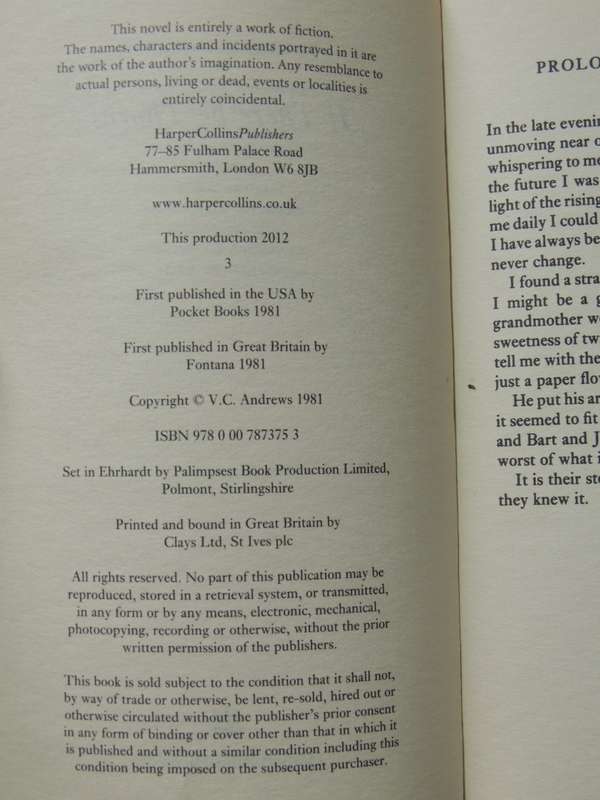 This novel is entirely a work of fiction.
The names, characters and incidents portrayed in it are
the work of the author's imagination. Any resemblance to
actual persons, living or dead, events or localities is
entirely coincidental.
HarperCollinsPublishers
77–85 Fulham Palace Road
Hammersmith, London W6 8JB
www.harpercollins.co.uk
This production 2012
3
First published in the USA by
Pocket Books 1981
First published in Great Britain by
Fontana 1981
Copyright © V.C. Andrews 1981
ISBN 978 0 00 787375 3
Set in Ehrhardt by Palimpsest Book Production Limited,
Polmont, Stirlingshire
Printed and bound in Great Britain by
Clays Ltd, St Ives plc
All rights reserved. No part of this publication may be
reproduced, stored in a retrieval system, or transmitted,
in any form or by any means, electronic, mechanical,
photocopying, recording or otherwise, without the prior
written permission of the publishers.
This book is sold subject to the condition that it shall not,
by way of trade or otherwise, be lent, re-sold, hired out or
otherwise circulated without the publisher's prior consent
in any form of binding or cover other than that in which it
is published and without a similar condition including this
condition being imposed on the subsequent purchaser.
PROLO
In the late evenin
unmoving near o
whispering to me
the future I was
light of the rising
me daily I could
I have always be
never change.
I found a stra
I might be a g
grandmother w
sweetness of tw
tell me with the
just a paper flo
He put his ar
it seemed to fit
and Bart and J
worst of what i
It is their sto
they knew it.